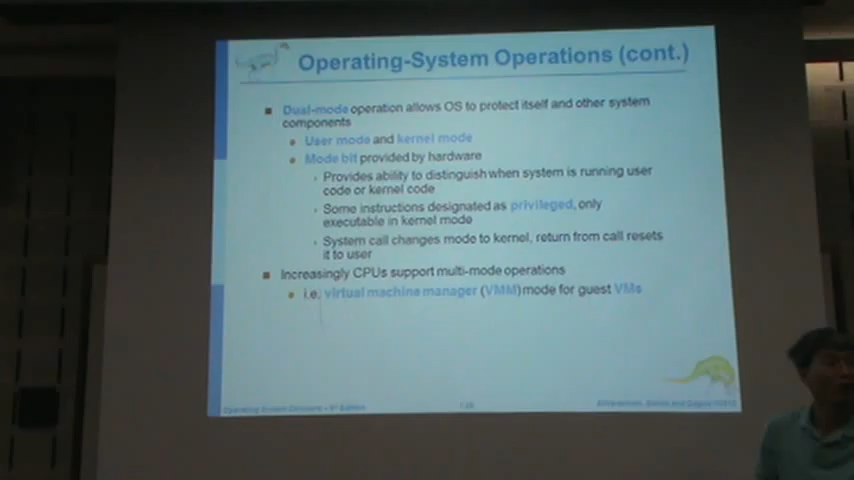 Operating-System Operations (cont.)
Dual-mode operation allows OS to protect itself and other system
components
User mode and kernel mode
Mode bit provided by hardware
Provides ability to distinguish when system is running user
code or kernel code
Some instructions designated as privileged, only
executable in kernel mode
System call changes mode to kernel, return from call resets
it to user
Increasingly CPUs support multi-mode operations
i.e. virtual machine manager (VMM) mode for guest VMs
Operating System Concepts – 9th Edition